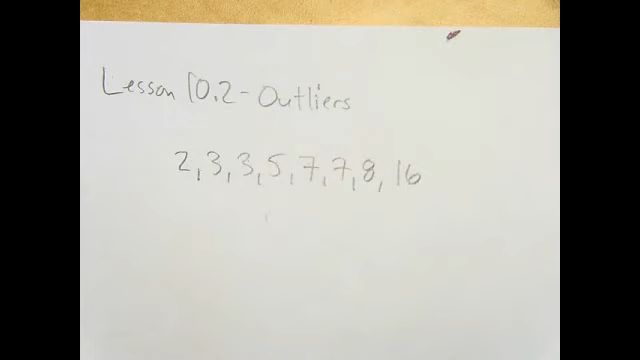 Lesson 10.2 - Outliers
2, 3, 3, 5, 7, 7, 8, 16